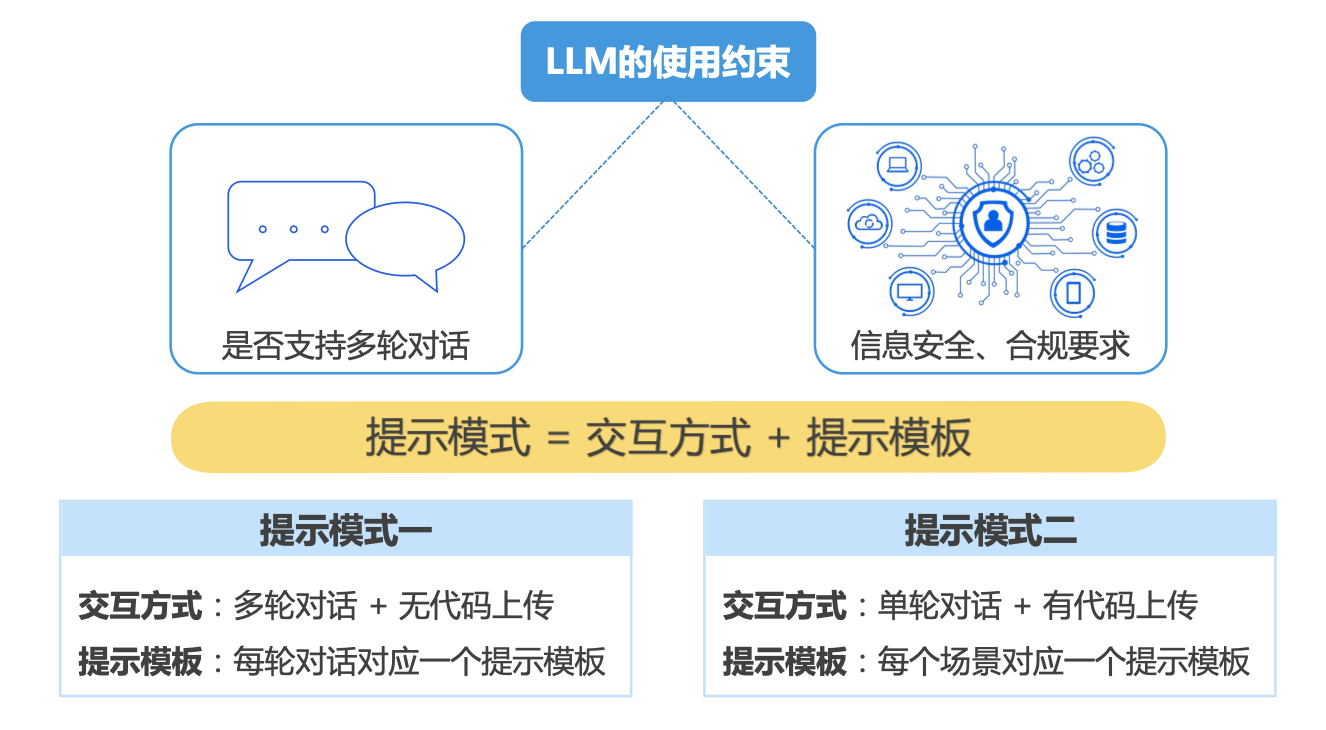 LLM的使用约束
是否支持多轮对话
信息安全、合规要求
提示模式 = 交互方式 + 提示模板
提示模式一
交互方式：多轮对话 + 无代码上传
提示模板：每轮对话对应一个提示模板
提示模式二
交互方式：单轮对话 + 有代码上传
提示模板：每个场景对应一个提示模板